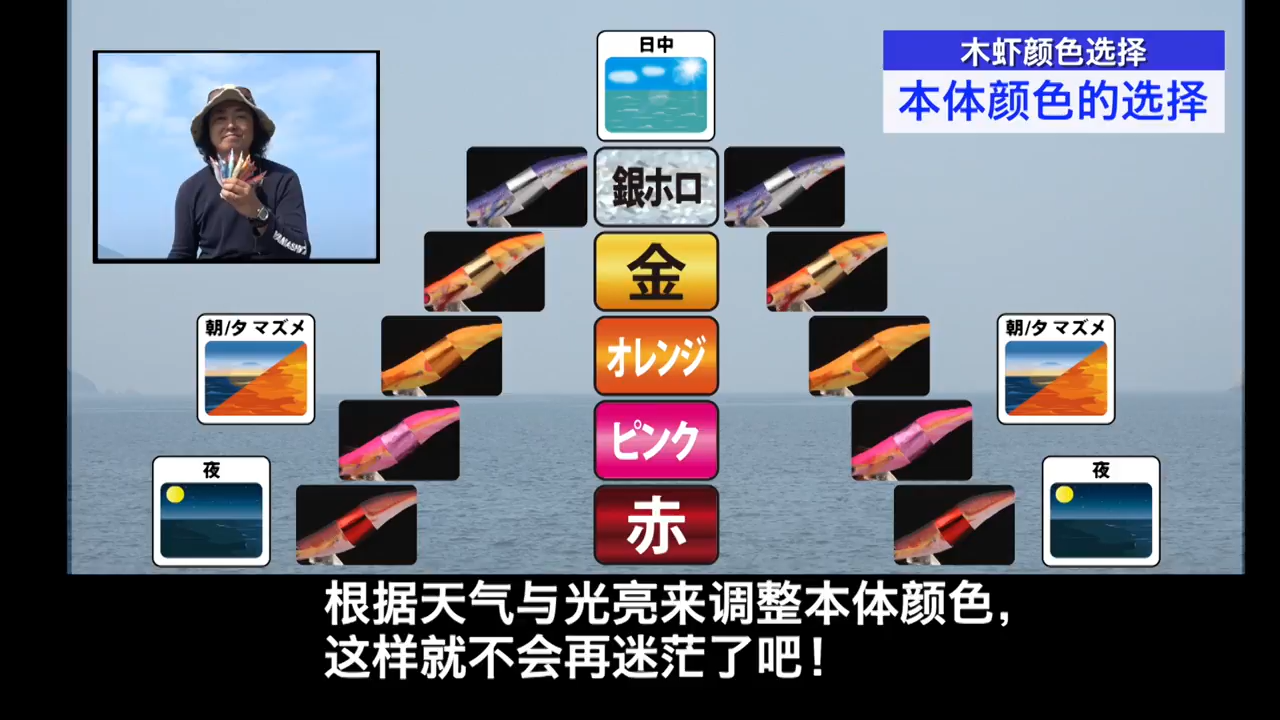 日中
木虾颜色选择
本体颜色的选择
銀ホロ
金
朝/夕 マズメ
オレンジ
朝/夕 マズメ
ピンク
夜
赤
夜
根据天气与光亮来调整本体颜色，
这样就不会再迷茫了吧！